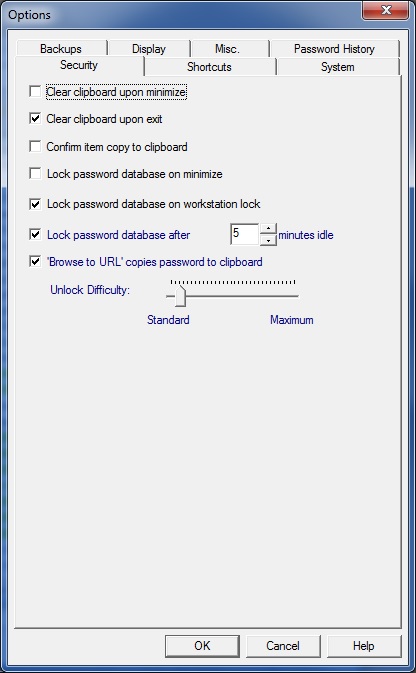 Options
Backups Display Misc. Password History
Security Shortcuts System
Clear clipboard upon minimize
Clear clipboard upon exit
Confirm item copy to clipboard
Lock password database on minimize
Lock password database on workstation lock
Lock password database after 5 minutes idle
'Browse to URL' copies password to clipboard
Unlock Difficulty:
Standard Maximum
OK Cancel Help